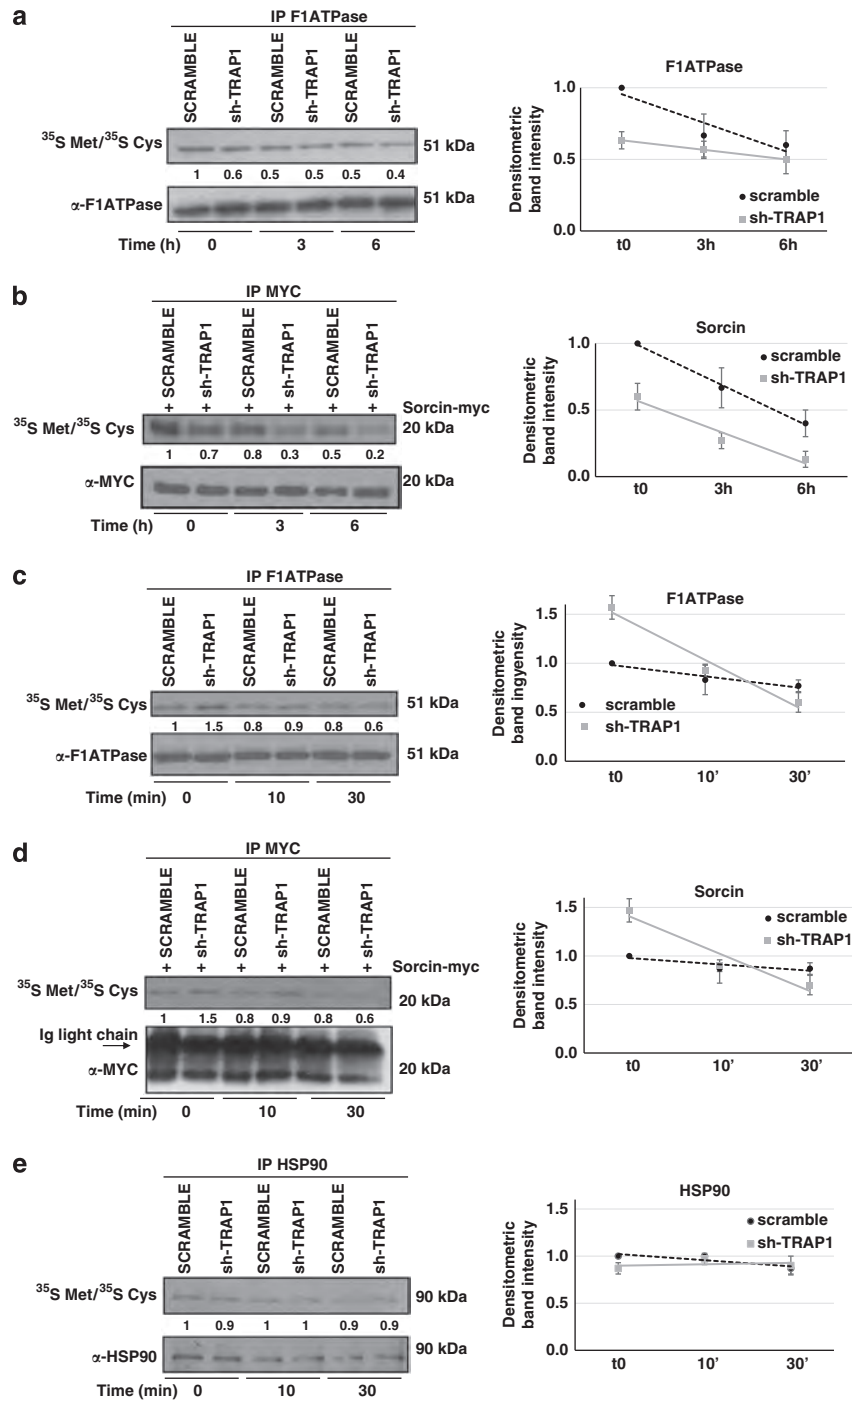 a
IP F1ATPase
SCRAMBLE sh-TRAP1 SCRAMBLE sh-TRAP1 SCRAMBLE sh-TRAP1
35S Met/35S Cys 51 kDa
1 0.6 0.5 0.5 0.5 0.4
α-F1ATPase 51 kDa
Time (h) 0 3 6
F1ATPase
Densitometric
band intensity
1.0
0.5
0.0
scramble
sh-TRAP1
t0 3h 6h
b
IP MYC
SCRAMBLE sh-TRAP1 SCRAMBLE sh-TRAP1 SCRAMBLE sh-TRAP1
+ + + + + + Sorcin-myc
35S Met/35S Cys 20 kDa
1 0.7 0.8 0.3 0.5 0.2
α-MYC 20 kDa
Time (h) 0 3 6
Sorcin
Densitometric
band intensity
1.0
0.5
0.0
scramble
sh-TRAP1
t0 3h 6h
c
IP F1ATPase
SCRAMBLE sh-TRAP1 SCRAMBLE sh-TRAP1 SCRAMBLE sh-TRAP1
35S Met/35S Cys 51 kDa
1 1.5 0.8 0.9 0.8 0.6
α-F1ATPase 51 kDa
Time (min) 0 10 30
F1ATPase
Densitometric
band ingyensity
1.5
1.0
0.5
0.0
scramble
sh-TRAP1
t0 10’ 30’
d
IP MYC
SCRAMBLE sh-TRAP1 SCRAMBLE sh-TRAP1 SCRAMBLE sh-TRAP1
+ + + + + + Sorcin-myc
35S Met/35S Cys 20 kDa
1 1.5 0.8 0.9 0.8 0.6
Ig light chain
α-MYC 20 kDa
Time (min) 0 10 30
Sorcin
Densitometric
band intensity
1.5
1.0
0.5
0.0
scramble
sh-TRAP1
t0 10’ 30’
e
IP HSP90
SCRAMBLE sh-TRAP1 SCRAMBLE sh-TRAP1 SCRAMBLE sh-TRAP1
35S Met/35S Cys 90 kDa
1 0.9 1 1 0.9 0.9
α-HSP90 90 kDa
Time (min) 0 10 30
HSP90
Densitometric
band intensity
1.5
1.0
0.5
0.0
scramble
sh-TRAP1
t0 10’ 30’